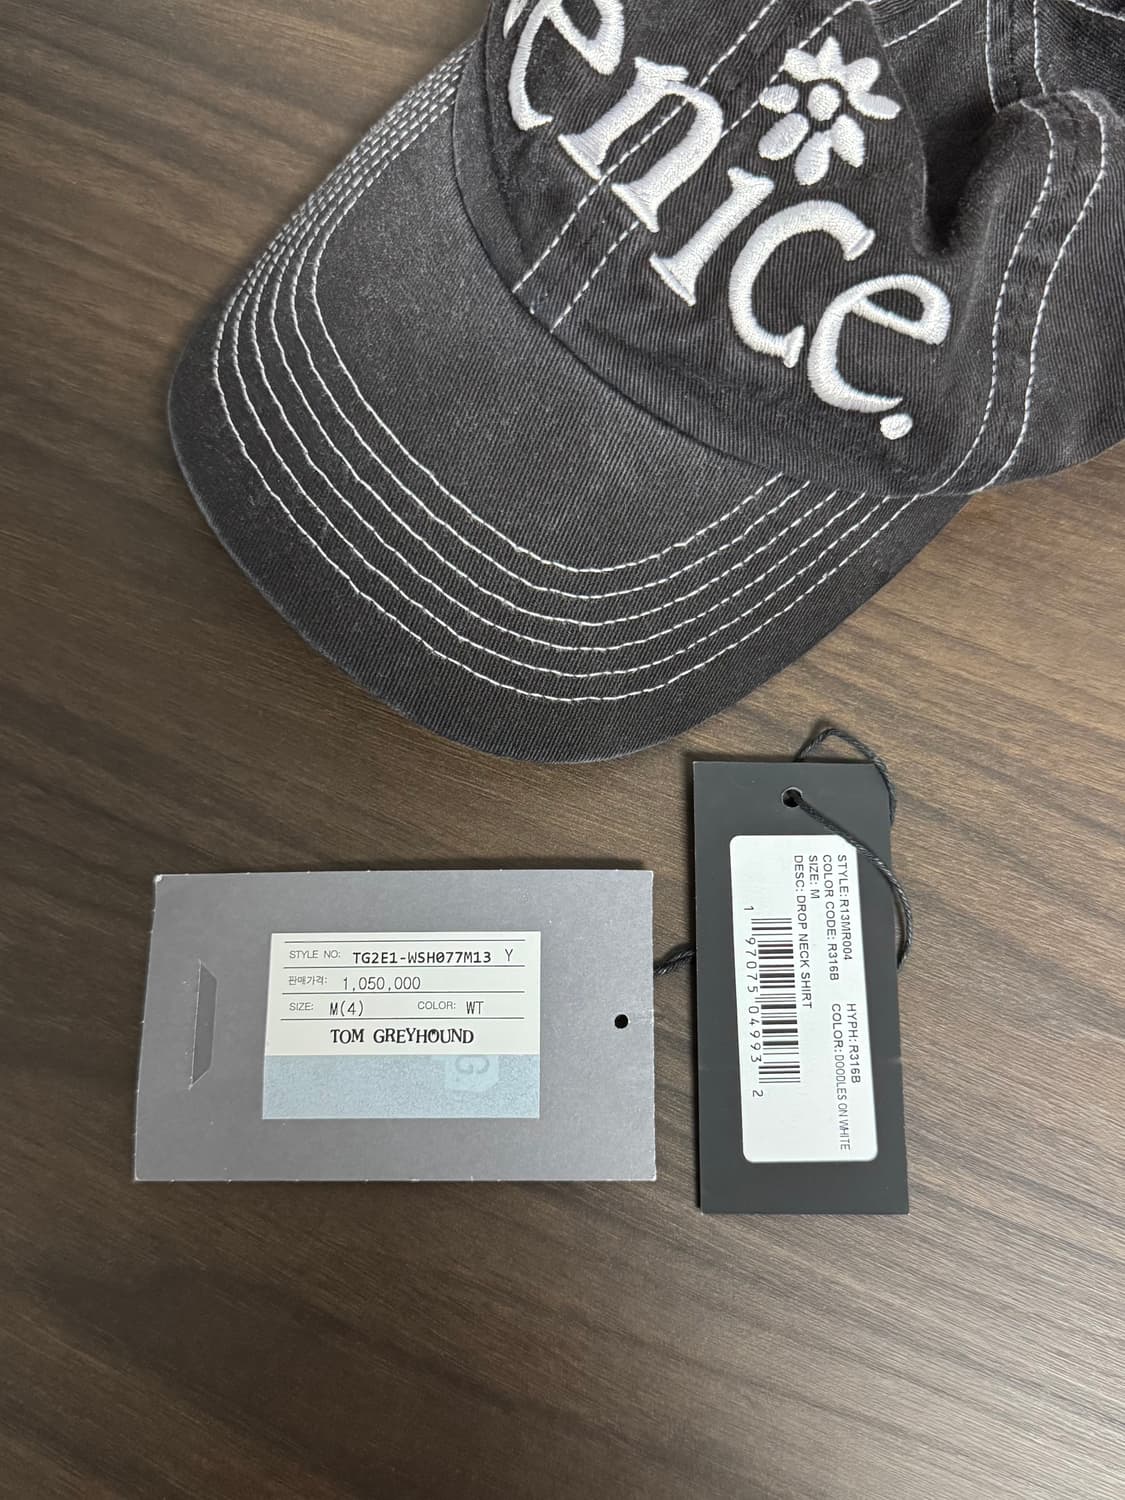 enice.
STYLE NO: TG2E1-WSH077M13 Y
판매가격: 1,050,000
SIZE: M(4) COLOR: WT
TOM GREYHOUND
G.
STYLE: R13MR004 HYPH: R316B
COLOR CODE: R316B COLOR: DOODLES ON WHITE
SIZE: M
DESC: DROP NECK SHIRT
1 97075 04993 2